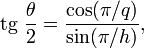 tg θ/2 = cos(π/q)/sin(π/h),